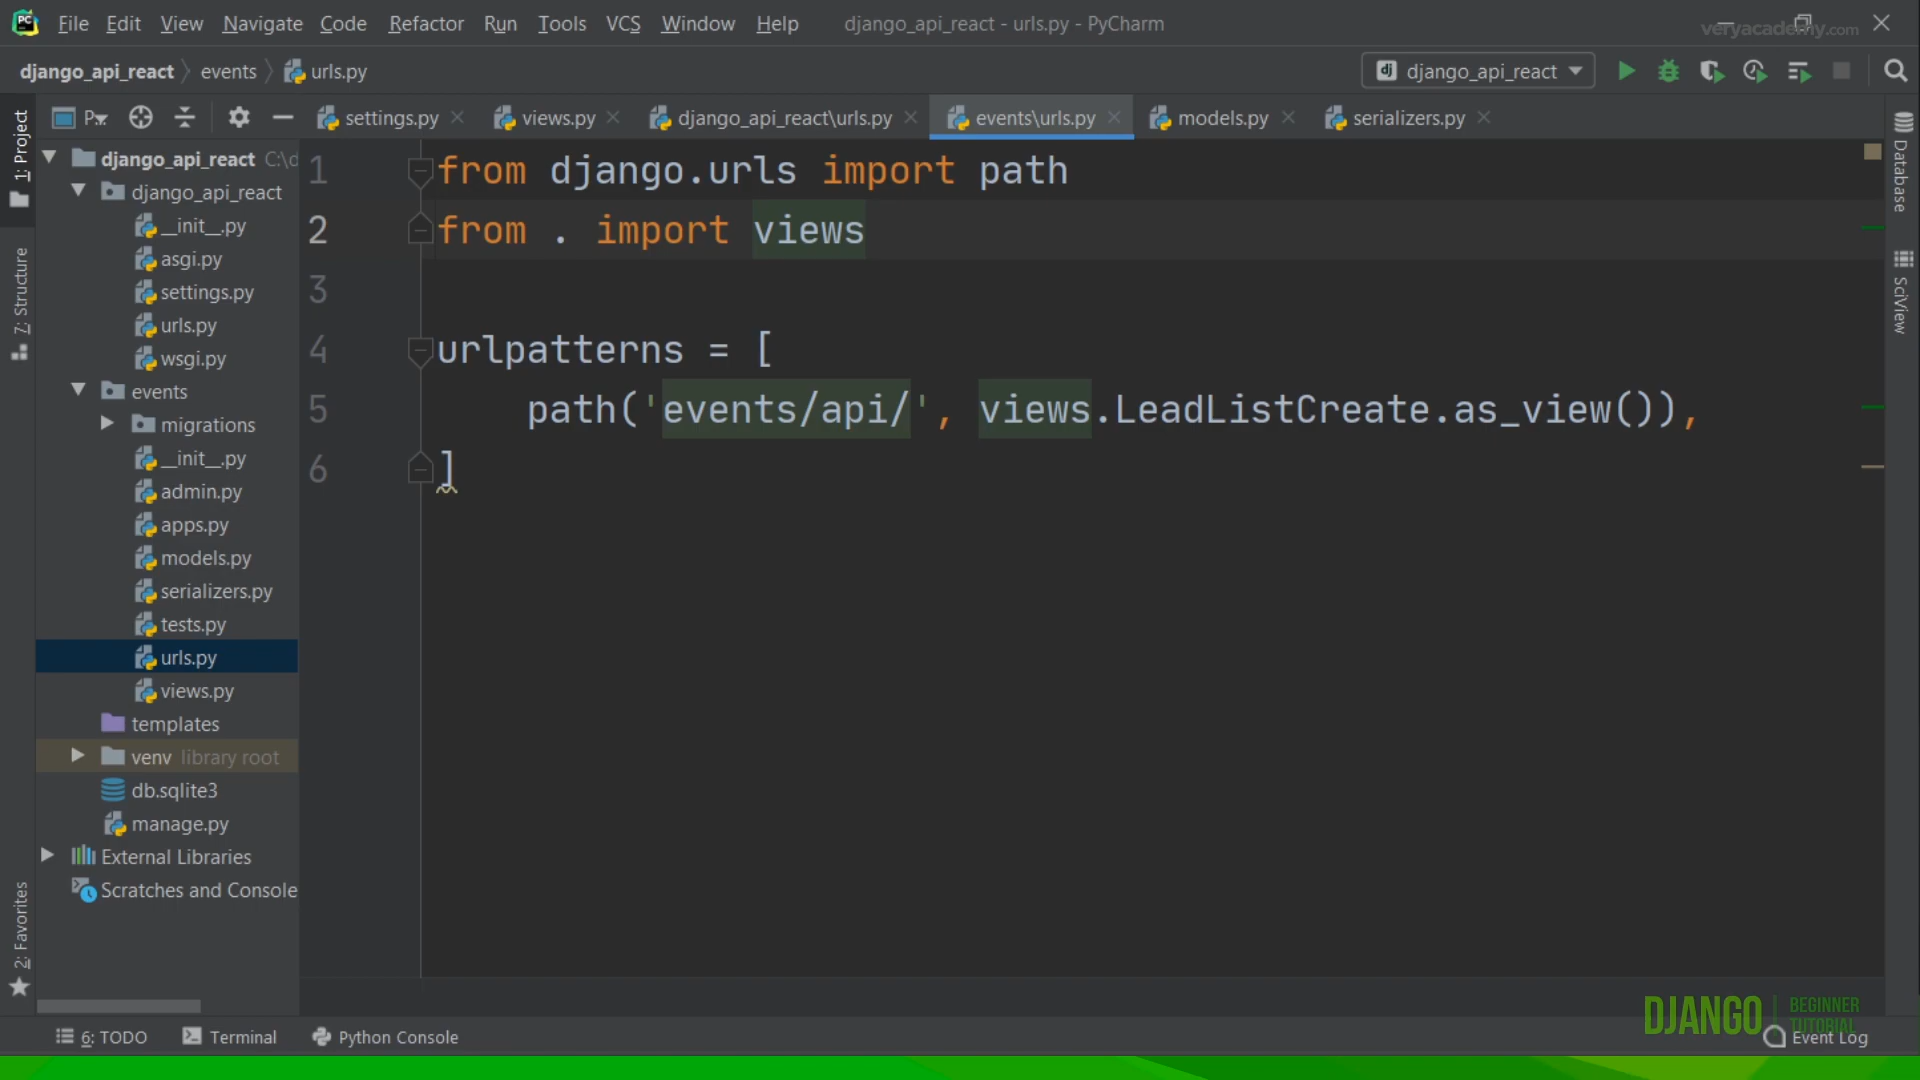 File Edit View Navigate Code Refactor Run Tools VCS Window Help django_api_react - urls.py - PyCharm
veryacademy.com
django_api_react events urls.py django_api_react
P.. settings.py views.py django_api_react\urls.py events\urls.py models.py serializers.py
1: Project
7: Structure
2: Favorites
django_api_react C:\d
django_api_react
__init__.py
asgi.py
settings.py
urls.py
wsgi.py
events
migrations
__init__.py
admin.py
apps.py
models.py
serializers.py
tests.py
urls.py
views.py
templates
venv library root
db.sqlite3
manage.py
External Libraries
Scratches and Console
1 from django.urls import path
2 from . import views
3
4 urlpatterns = [
5 path('events/api/', views.LeadListCreate.as_view()),
6 ]
Database
SciView
DJANGO BEGINNER
TUTORIAL
6: TODO Terminal Python Console Event Log